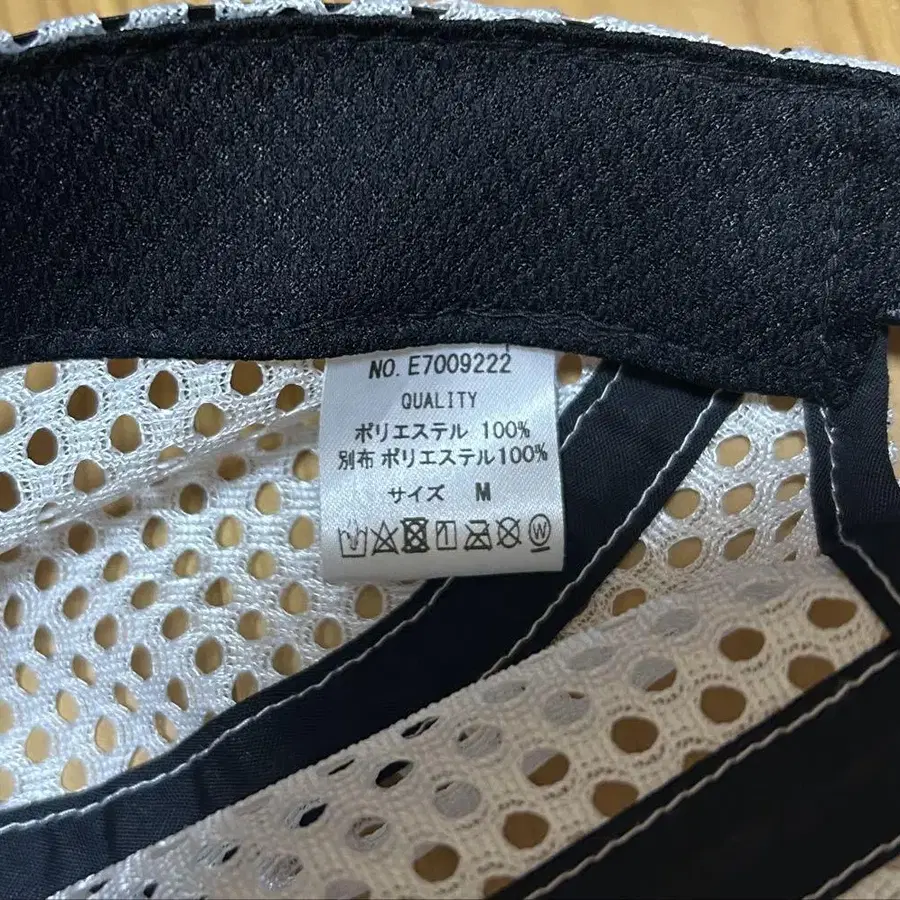 NO. E7009222
QUALITY
ポリエステル 100%
別布 ポリエステル100%
サイズ M
W